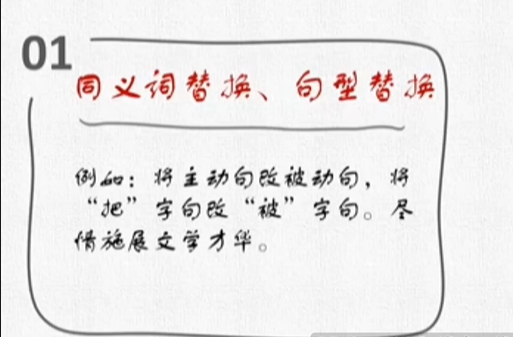 01
同义词替换、句型替换
例如：将主动句改被动句，将
“把”字句改“被”字句。尽
情施展文学才华。